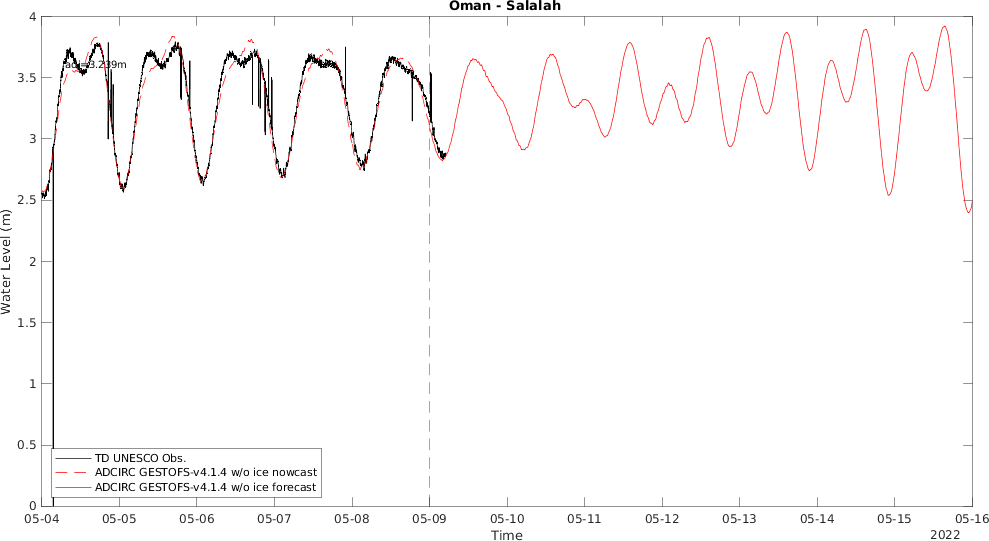 Oman - Salalah
4
3.5
3
2.5
2
1.5
1
0.5
0
Water Level (m)
adj=3.239m
TD UNESCO Obs.
ADCIRC GESTOFS-v4.1.4 w/o ice nowcast
ADCIRC GESTOFS-v4.1.4 w/o ice forecast
05-04 05-05 05-06 05-07 05-08 05-09 05-10 05-11 05-12 05-13 05-14 05-15 05-16
Time
2022